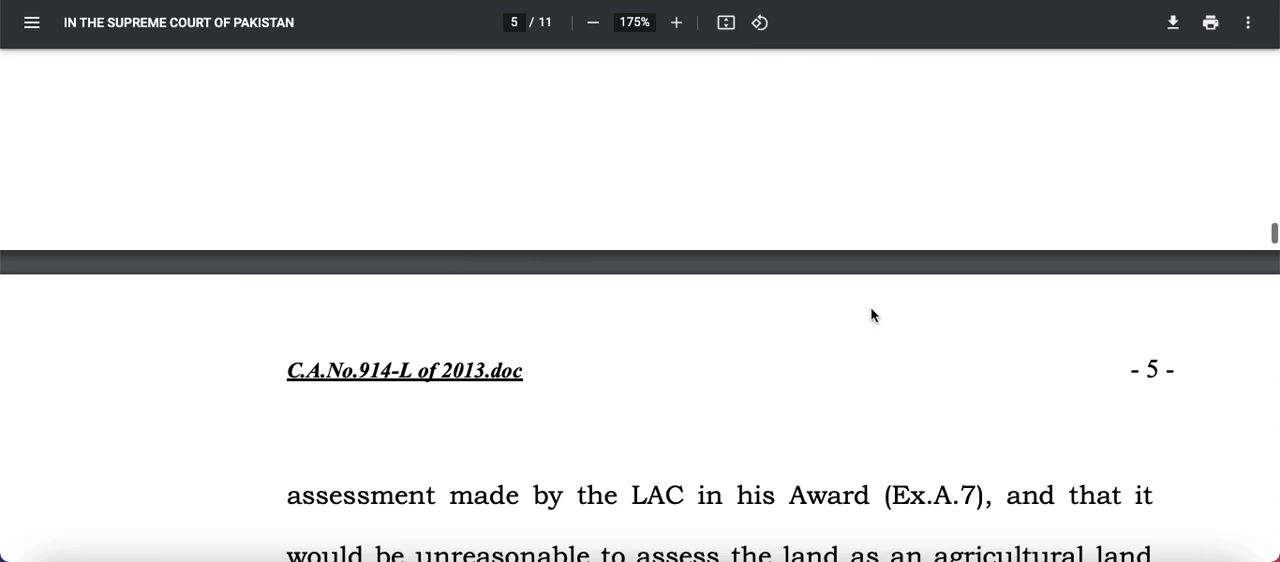 IN THE SUPREME COURT OF PAKISTAN 5 / 11 175%
C.A.No.914-L of 2013.doc - 5 -
assessment made by the LAC in his Award (Ex.A.7), and that it
would be unreasonable to assess the land as an agricultural land